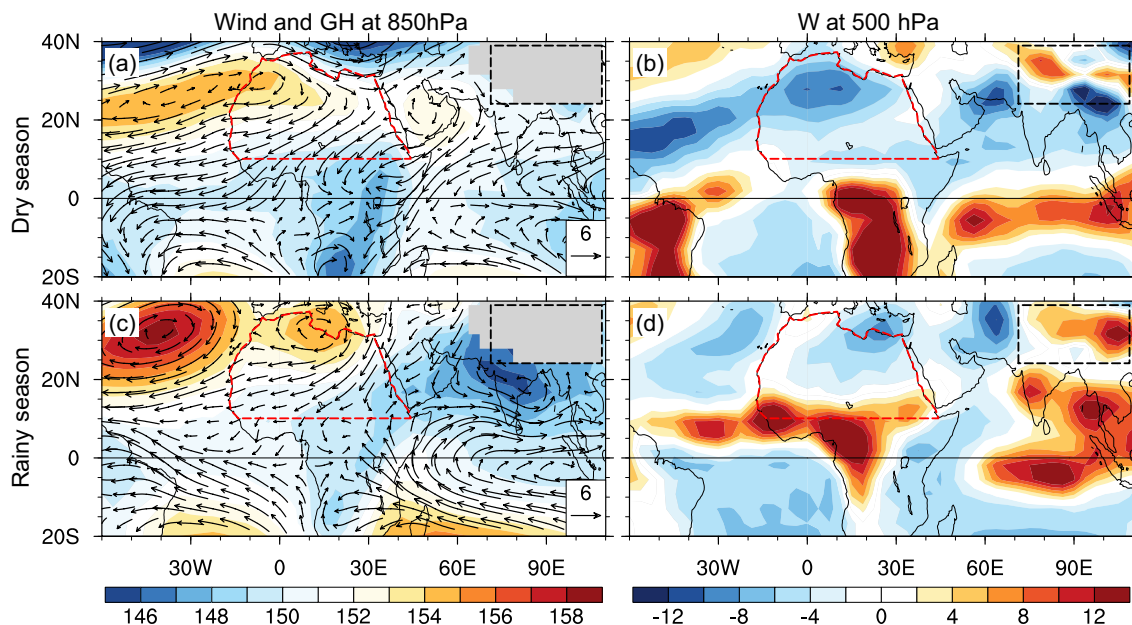 Wind and GH at 850hPa
W at 500 hPa
40N
(a)
(b)
20N
Dry season
0
20S
6
40N
(c)
(d)
20N
Rainy season
0
20S
6
30W 0 30E 60E 90E
30W 0 30E 60E 90E
146 148 150 152 154 156 158
-12 -8 -4 0 4 8 12